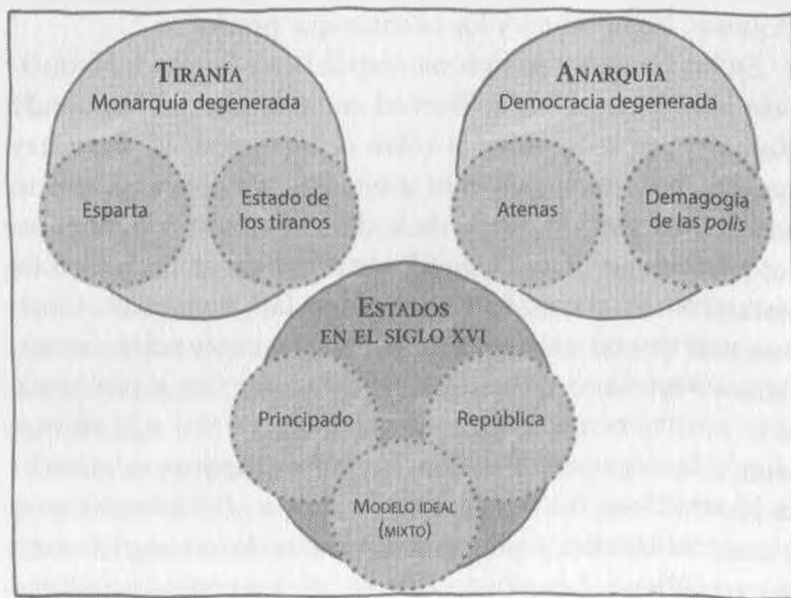 TIRANÍA
Monarquía degenerada
Esparta
Estado de
los tiranos
ANARQUÍA
Democracia degenerada
Atenas
Demagogia
de las polis
ESTADOS
EN EL SIGLO XVI
Principado
República
MODELO IDEAL
(MIXTO)